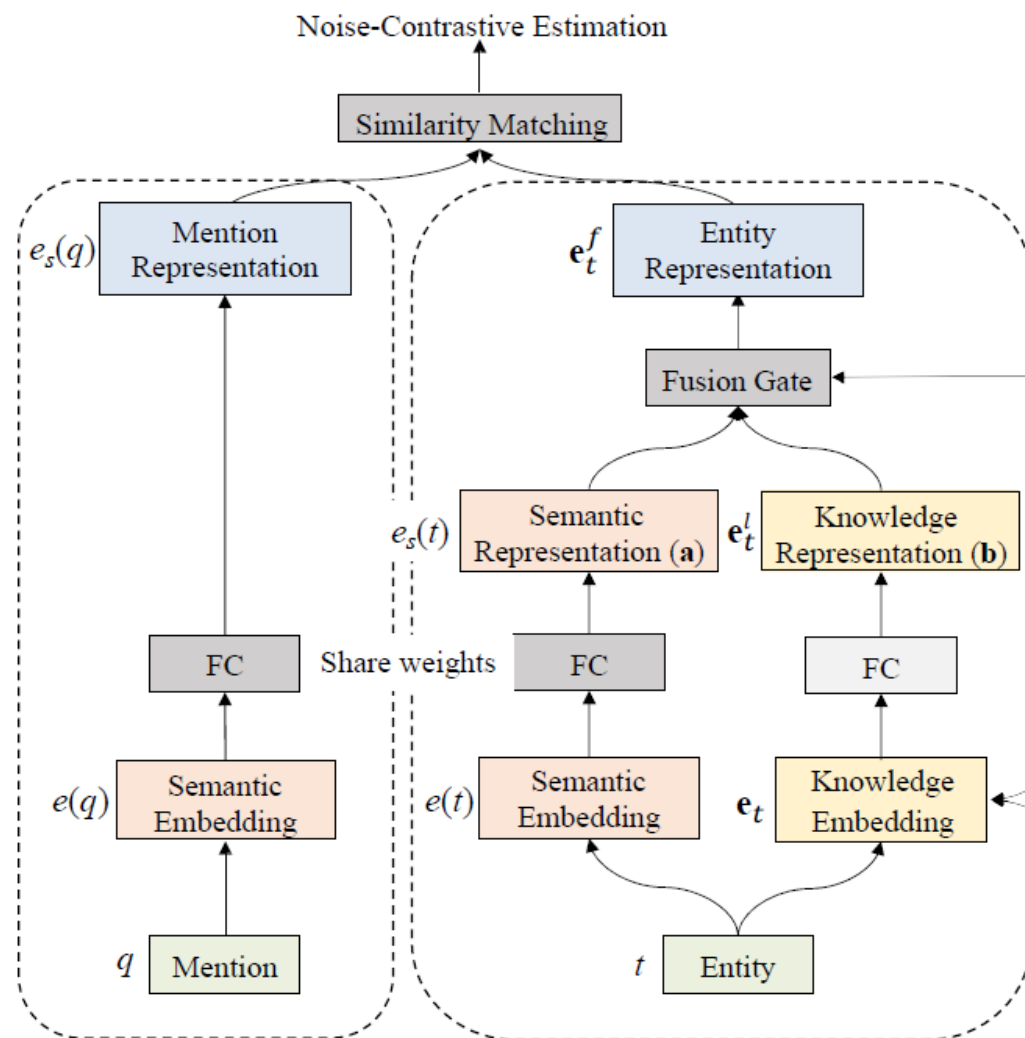 Noise-Contrastive Estimation
Similarity Matching
e_s(q)
Mention
Representation
e_t^f
Entity
Representation
Fusion Gate
e_s(t)
Semantic
Representation (a)
e_t^l
Knowledge
Representation (b)
FC
Share weights
FC
FC
e(q)
Semantic
Embedding
e(t)
Semantic
Embedding
e_t
Knowledge
Embedding
q
Mention
t
Entity